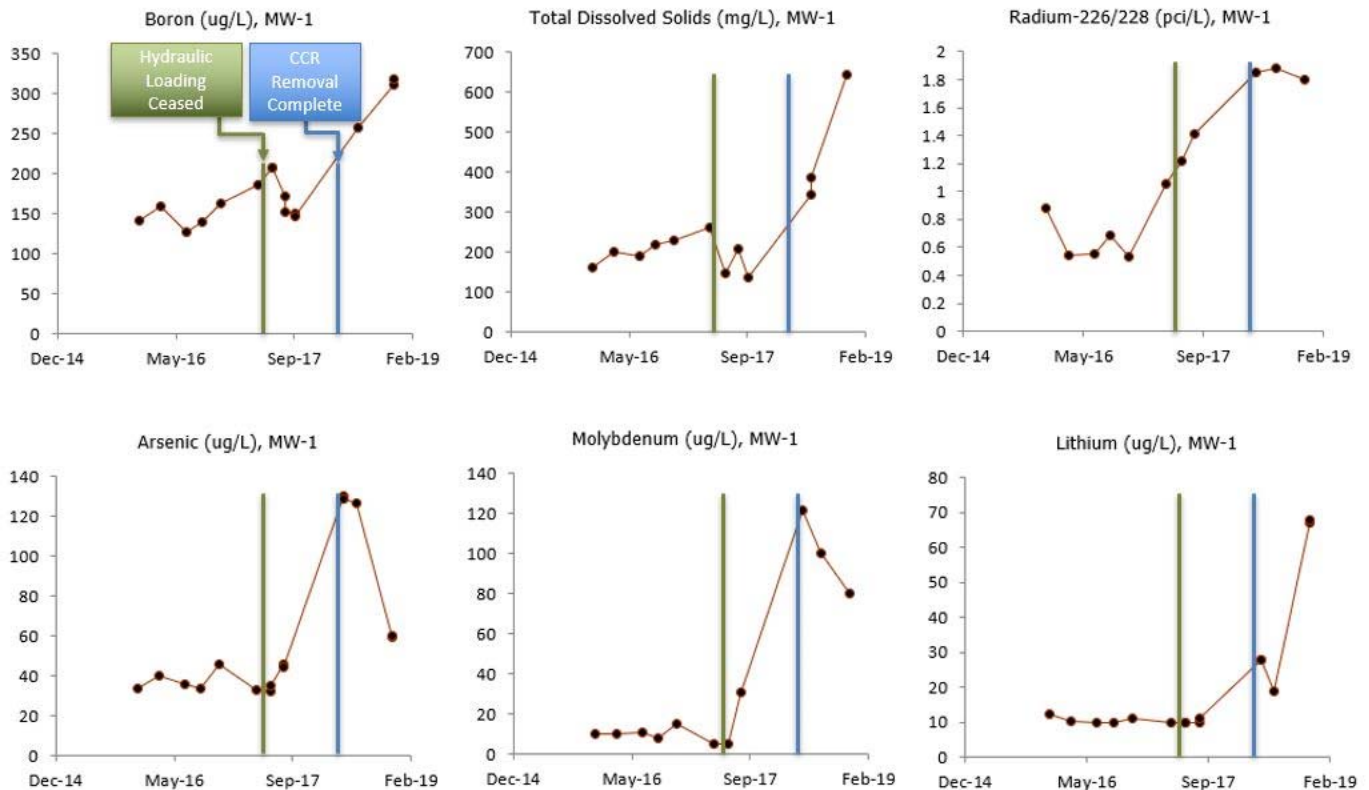 Boron (ug/L), MW-1
350
300
250
200
150
100
50
0
Dec-14 May-16 Sep-17 Feb-19
Hydraulic
Loading
Ceased
CCR
Removal
Complete
Total Dissolved Solids (mg/L), MW-1
700
600
500
400
300
200
100
0
Dec-14 May-16 Sep-17 Feb-19
Radium-226/228 (pci/L), MW-1
2
1.8
1.6
1.4
1.2
1
0.8
0.6
0.4
0.2
0
Dec-14 May-16 Sep-17 Feb-19
Arsenic (ug/L), MW-1
140
120
100
80
60
40
20
0
Dec-14 May-16 Sep-17 Feb-19
Molybdenum (ug/L), MW-1
140
120
100
80
60
40
20
0
Dec-14 May-16 Sep-17 Feb-19
Lithium (ug/L), MW-1
80
70
60
50
40
30
20
10
0
Dec-14 May-16 Sep-17 Feb-19